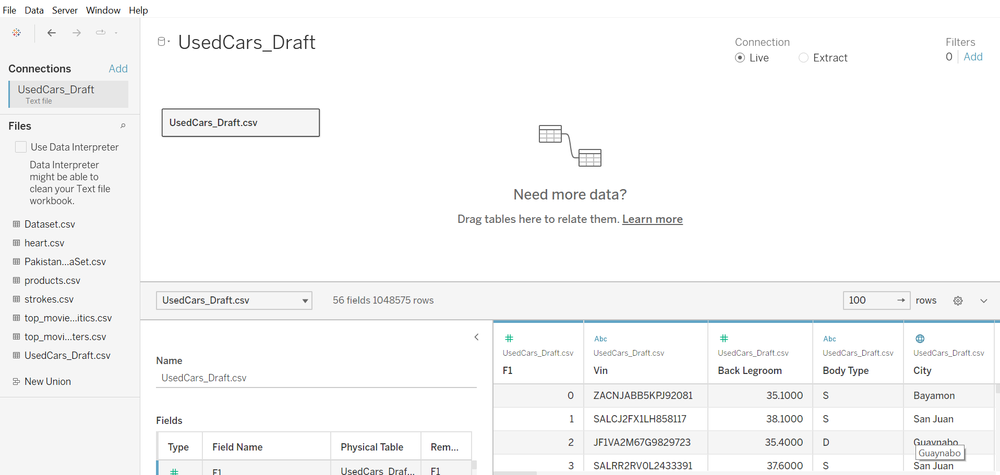 File Data Server Window Help
UsedCars_Draft
Connection
Live Extract
Filters
0 Add
Connections Add
UsedCars_Draft
Text file
Files
Use Data Interpreter
Data Interpreter
might be able to
clean your Text file
workbook.
Dataset.csv
heart.csv
Pakistan...aSet.csv
products.csv
strokes.csv
top_movie...itics.csv
top_movi...ters.csv
UsedCars_Draft.csv
New Union
UsedCars_Draft.csv
Need more data?
Drag tables here to relate them. Learn more
UsedCars_Draft.csv 56 fields 1048575 rows 100 rows
Name
UsedCars_Draft.csv
Fields
Type Field Name Physical Table Rem...
# F1 UsedCars_Draf... F1
# Abc # Abc
UsedCars_Draft.csv UsedCars_Draft.csv UsedCars_Draft.csv UsedCars_Draft.csv UsedCars_Draft.csv
F1 Vin Back Legroom Body Type City
0 ZACNJABB5KPJ92081 35.1000 S Bayamon
1 SALCJ2FX1LH858117 38.1000 S San Juan
2 JF1VA2M67G9829723 35.4000 D Guaynabo
Guaynabo
3 SALRR2RV0L2433391 37.6000 S San Juan